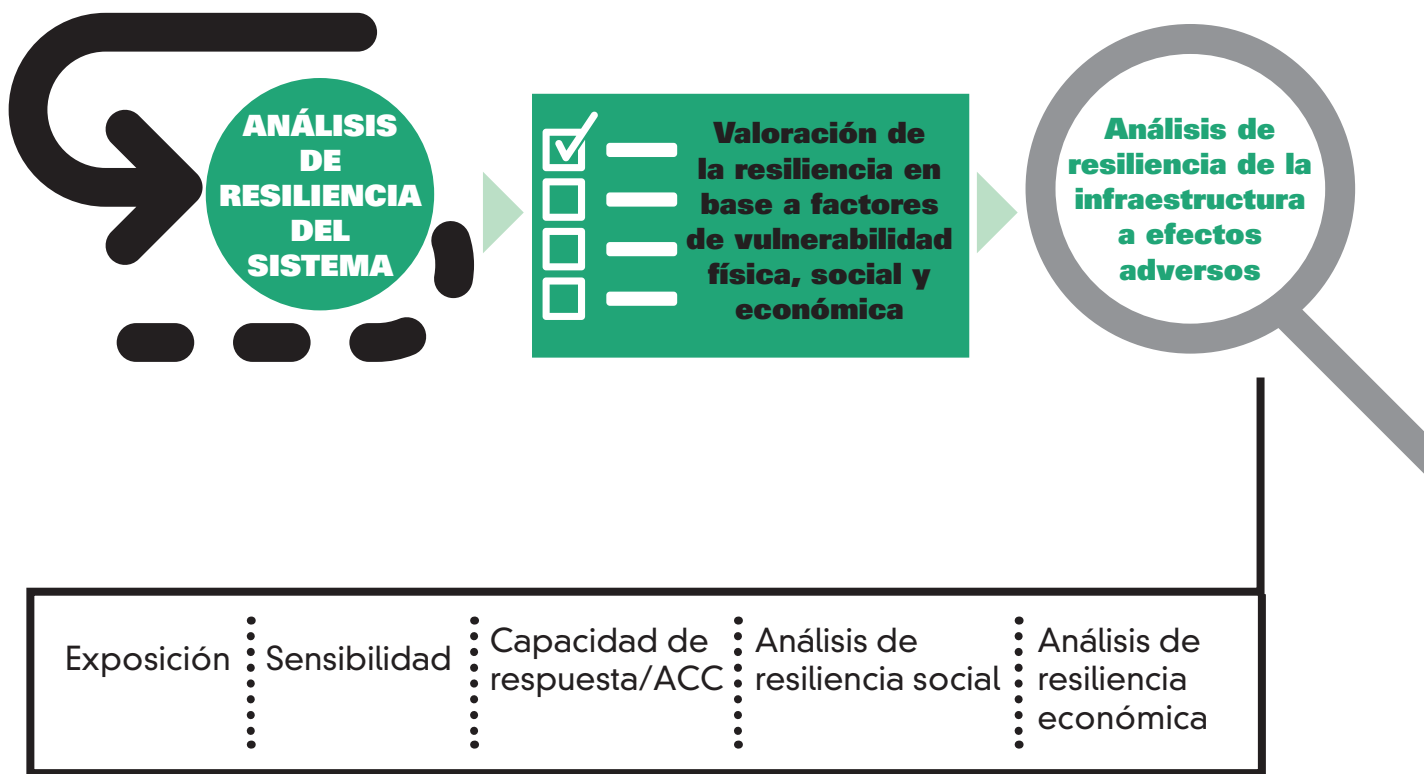 ANÁLISIS
DE
RESILIENCIA
DEL
SISTEMA
Valoración de
la resiliencia en
base a factores
de vulnerabilidad
física, social y
económica
Análisis de
resiliencia de la
infraestructura
a efectos
adversos
Exposición
Sensibilidad
Capacidad de
respuesta/ACC
Análisis de
resiliencia social
Análisis de
resiliencia
económica